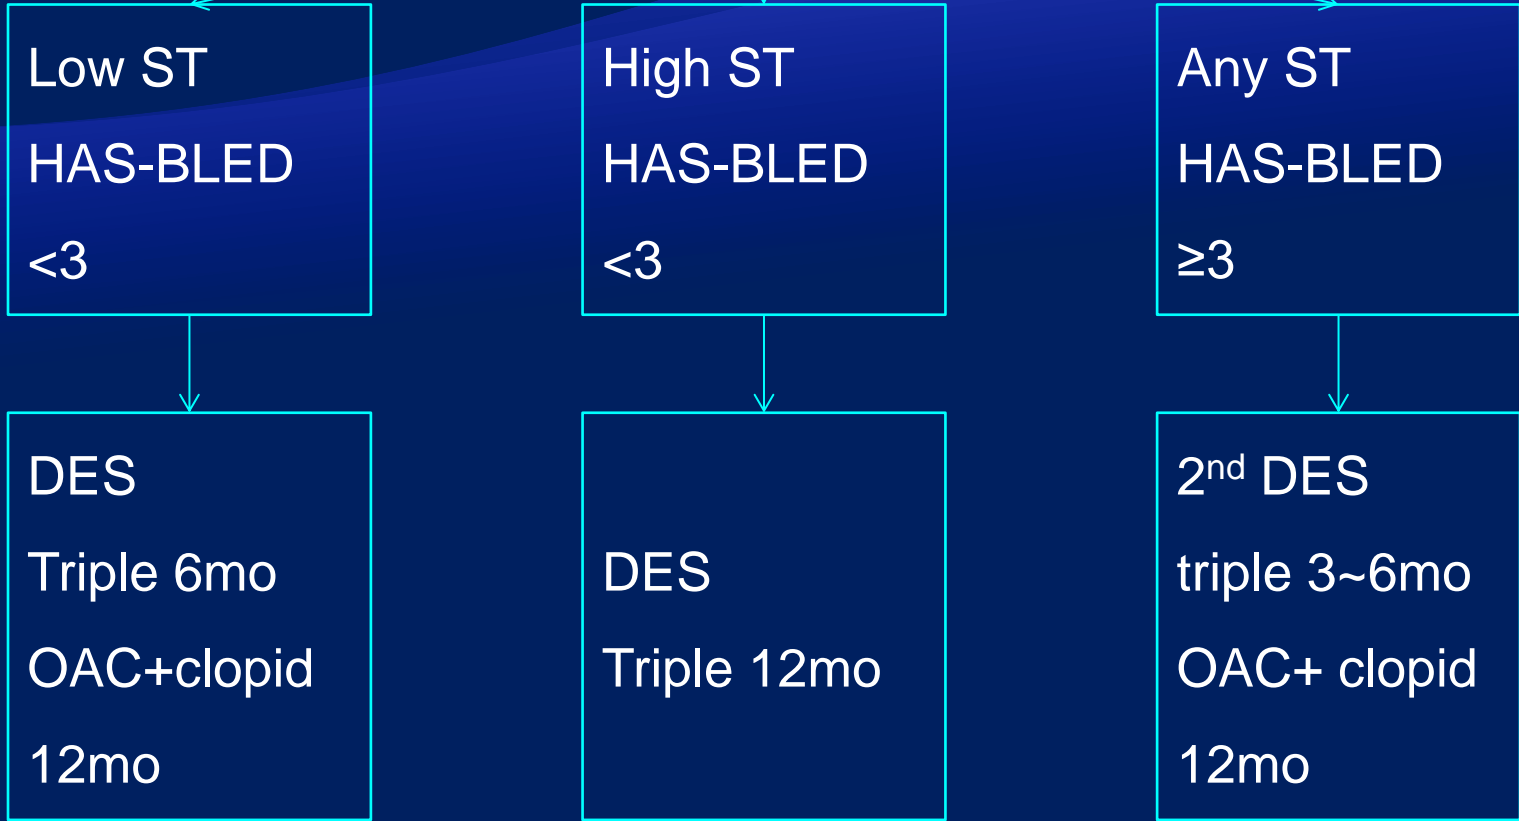 Low ST
HAS-BLED
<3
High ST
HAS-BLED
<3
Any ST
HAS-BLED
≥3
DES
Triple 6mo
OAC+clopid
12mo
DES
Triple 12mo
2nd DES
triple 3~6mo
OAC+ clopid
12mo